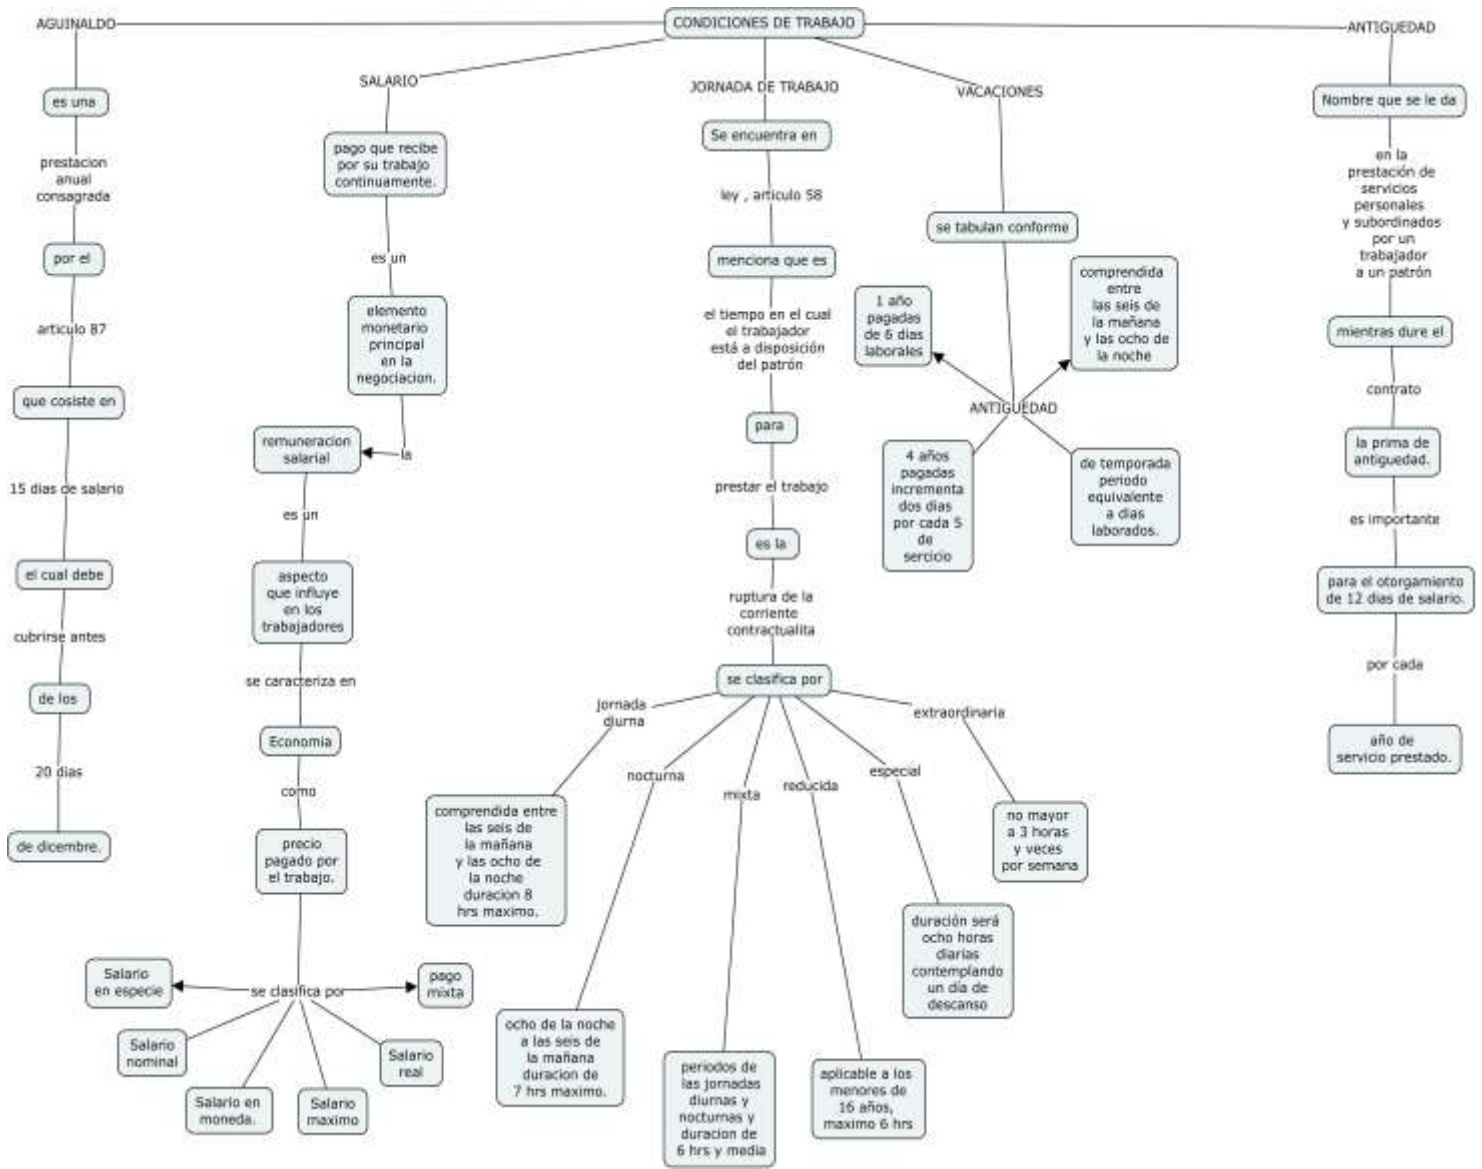 CONDICIONES DE TRABAJO
AGUINALDO
es una
prestacion
anual
consagrada
por el
articulo 87
que cosiste en
15 dias de salario
el cual debe
cubrirse antes
de los
20 dias
de dicembre.
SALARIO
pago que recibe
por su trabajo
continuamente.
es un
elemento
monetario
principal
en la
negociacion.
la
remuneracion
salarial
es un
aspecto
que influye
en los
trabajadores
se caracteriza en
Economia
como
precio
pagado por
el trabajo.
se clasifica por
Salario
en especie
pago
mixta
Salario
nominal
Salario en
moneda.
Salario
maximo
Salario
real
JORNADA DE TRABAJO
Se encuentra en
ley , articulo 58
menciona que es
el tiempo en el cual
el trabajador
está a disposición
del patrón
para
prestar el trabajo
es la
ruptura de la
corriente
contractualita
se clasifica por
jornada
diurna
comprendida entre
las seis de
la mañana
y las ocho de
la noche
duracion 8
hrs maximo.
nocturna
ocho de la noche
a las seis de
la mañana
duracion de
7 hrs maximo.
mixta
periodos de
las jornadas
diurnas y
nocturnas y
duracion de
6 hrs y media
reducida
aplicable a los
menores de
16 años,
maximo 6 hrs
especial
duración será
ocho horas
diarias
contemplando
un día de
descanso
extraordinaria
no mayor
a 3 horas
y veces
por semana
VACACIONES
se tabulan conforme
ANTIGUEDAD
1 año
pagadas
de 6 dias
laborales
comprendida
entre
las seis de
la mañana
y las ocho de
la noche
4 años
pagadas
incrementa
dos dias
por cada 5
de
sercicio
de temporada
periodo
equivalente
a dias
laborados.
ANTIGUEDAD
Nombre que se le da
en la
prestación de
servicios
personales
y subordinados
por un
trabajador
a un patrón
mientras dure el
contrato
la prima de
antiguedad.
es importante
para el otorgamiento
de 12 dias de salario.
por cada
año de
servicio prestado.